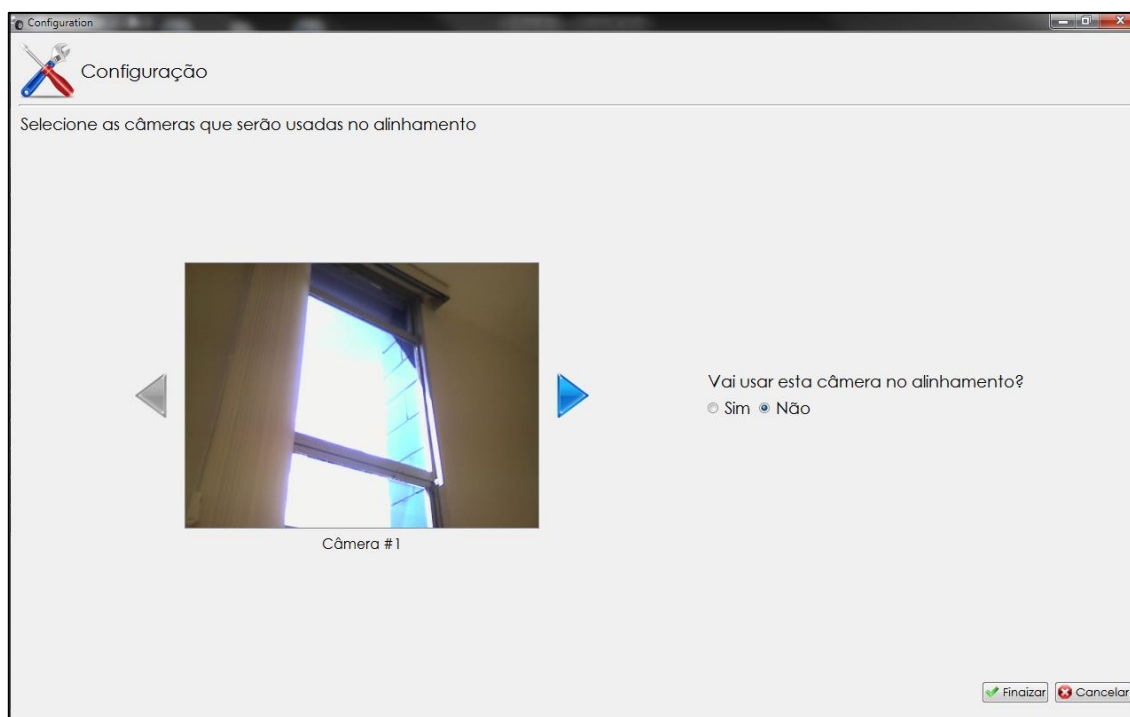 Configuration
Configuração
Selecione as câmeras que serão usadas no alinhamento
Vai usar esta câmera no alinhamento?
Sim Não
Câmera #1
Finaizar Cancelar